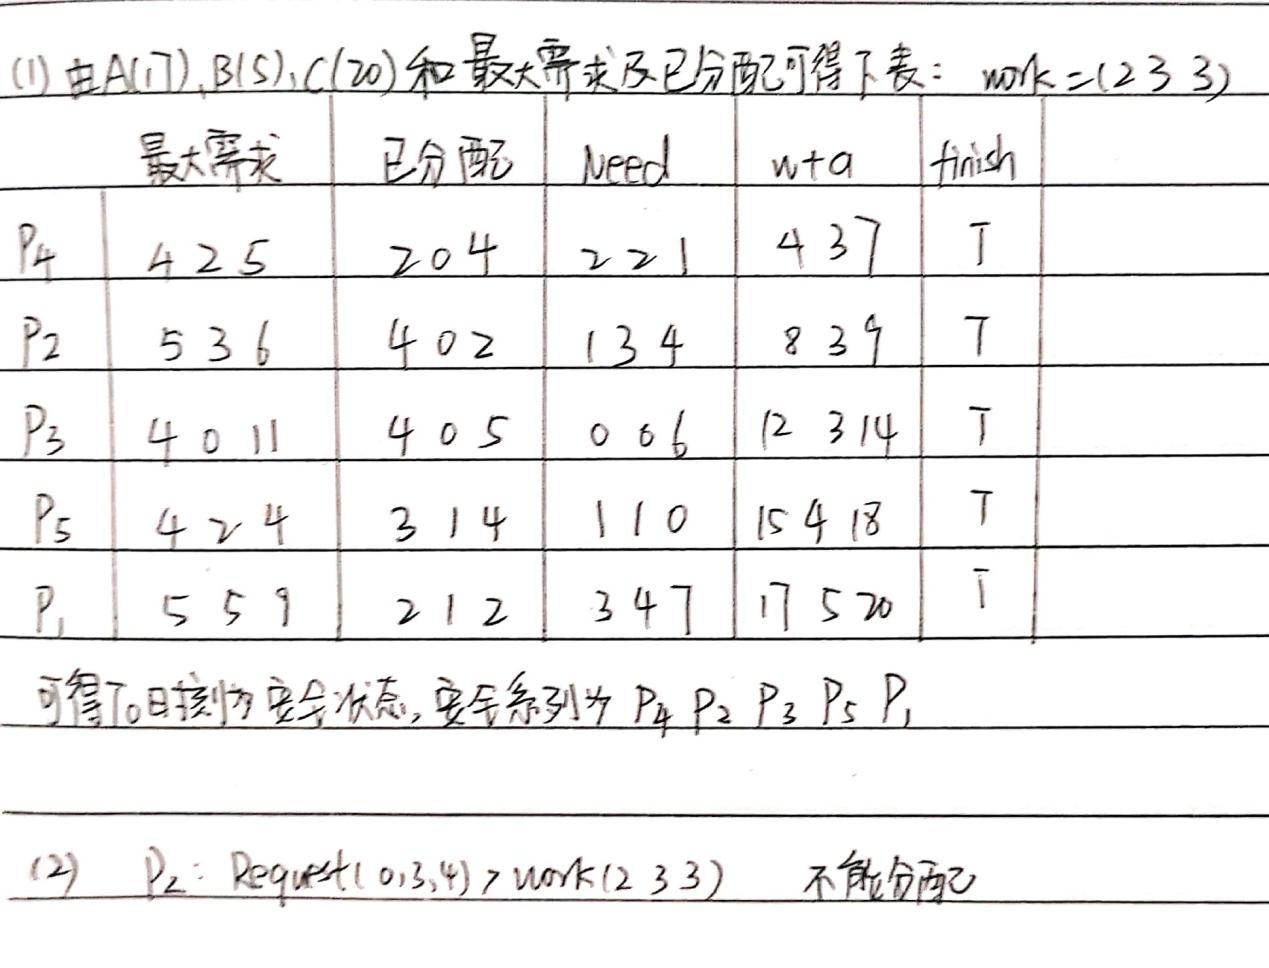 (1) 由A(17),B(5),C(20)和最大需求及已分配可得下表: work=(2 3 3)
最大需求 已分配 Need w+a finish
P4 4 2 5 2 0 4 2 2 1 4 3 7 T
P2 5 3 6 4 0 2 1 3 4 8 3 9 T
P3 4 0 11 4 0 5 0 0 6 12 3 14 T
P5 4 2 4 3 1 4 1 1 0 15 4 18 T
P1 5 5 9 2 1 2 3 4 7 17 5 20 T
可得T0时刻为安全状态,安全系列为 P4 P2 P3 P5 P1
(2) P2: Request(0,3,4) > work(2 3 3) 不能分配